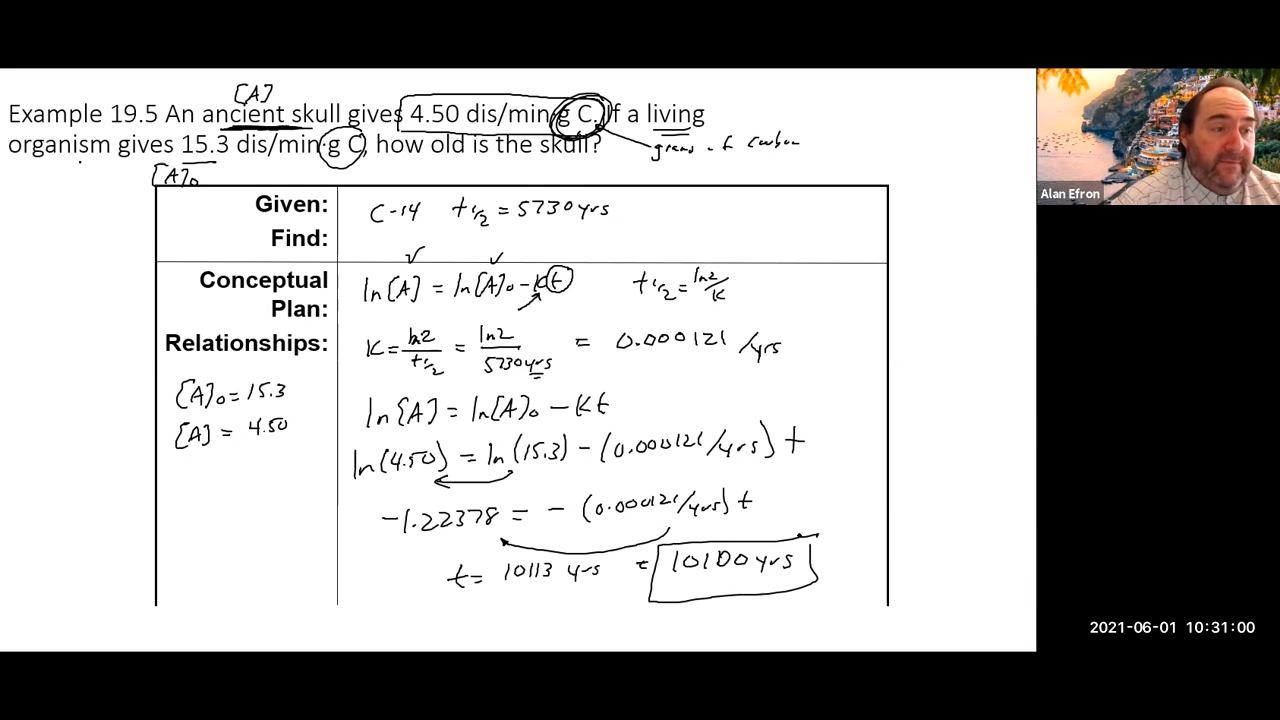 [A]
Example 19.5 An ancient skull gives 4.50 dis/min·g C. If a living
organism gives 15.3 dis/min·g C, how old is the skull?
grams of carbon
[A]₀
Given: C-14 t₁/₂ = 5730 yrs
Find:
Conceptual Plan: ln[A] = ln[A]₀ - Kt t₁/₂ = ln2/K
Relationships: K = ln2/t₁/₂ = ln2/5730 yrs = 0.000121 /yrs
[A]₀ = 15.3
[A] = 4.50
ln[A] = ln[A]₀ - Kt
ln(4.50) = ln(15.3) - (0.000121/yrs) t
-1.22378 = - (0.000121/yrs) t
t = 10113 yrs = 10100 yrs
Alan Efron
2021-06-01 10:31:00